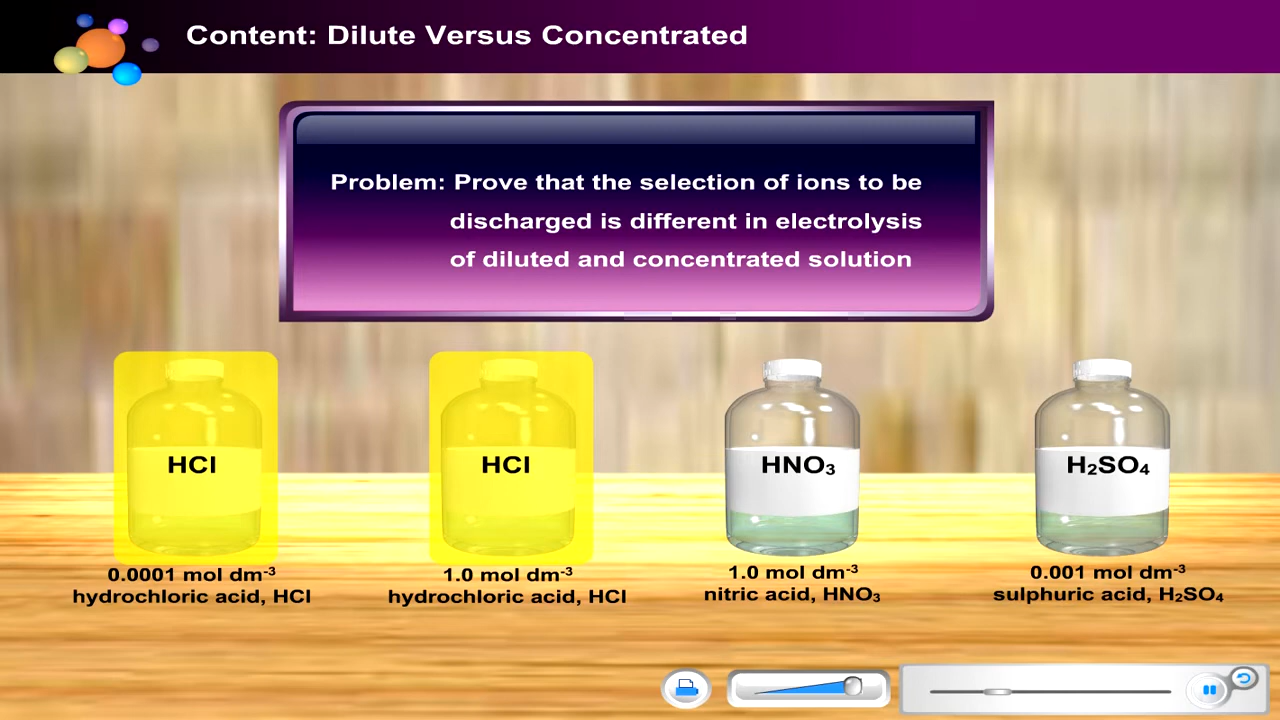 Content: Dilute Versus Concentrated
Problem: Prove that the selection of ions to be
discharged is different in electrolysis
of diluted and concentrated solution
HCl
HCl
HNO₃
H₂SO₄
0.0001 mol dm⁻³
hydrochloric acid, HCl
1.0 mol dm⁻³
hydrochloric acid, HCl
1.0 mol dm⁻³
nitric acid, HNO₃
0.001 mol dm⁻³
sulphuric acid, H₂SO₄